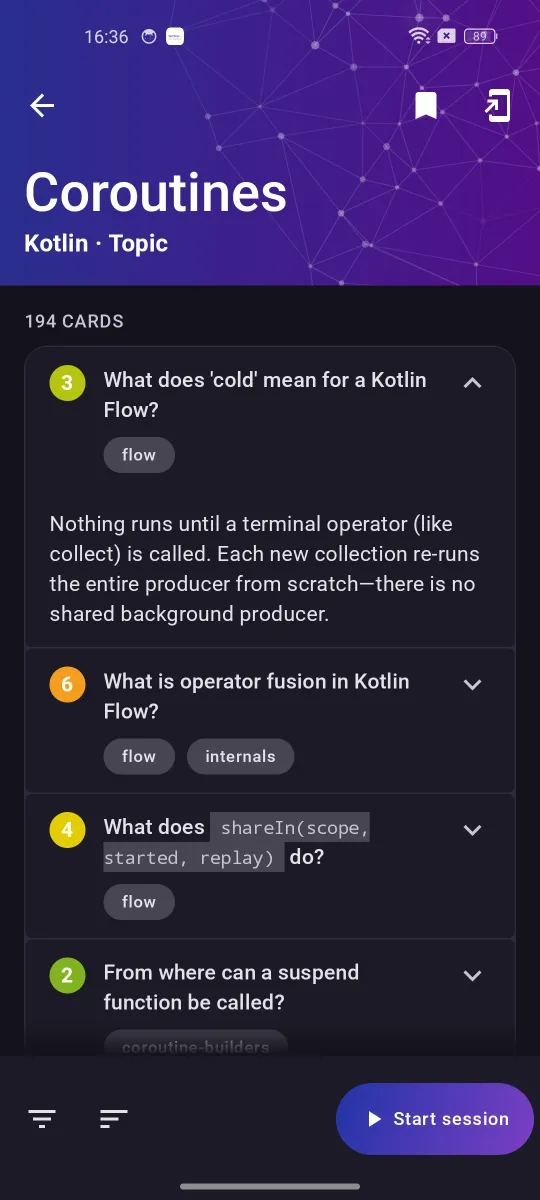 16:36
89
Coroutines
Kotlin · Topic
194 CARDS
3
What does 'cold' mean for a Kotlin
Flow?
flow
Nothing runs until a terminal operator (like
collect) is called. Each new collection re-runs
the entire producer from scratch—there is no
shared background producer.
6
What is operator fusion in Kotlin
Flow?
flow internals
4
What does shareIn(scope,
started, replay) do?
flow
2
From where can a suspend
function be called?
coroutine-builders
Start session